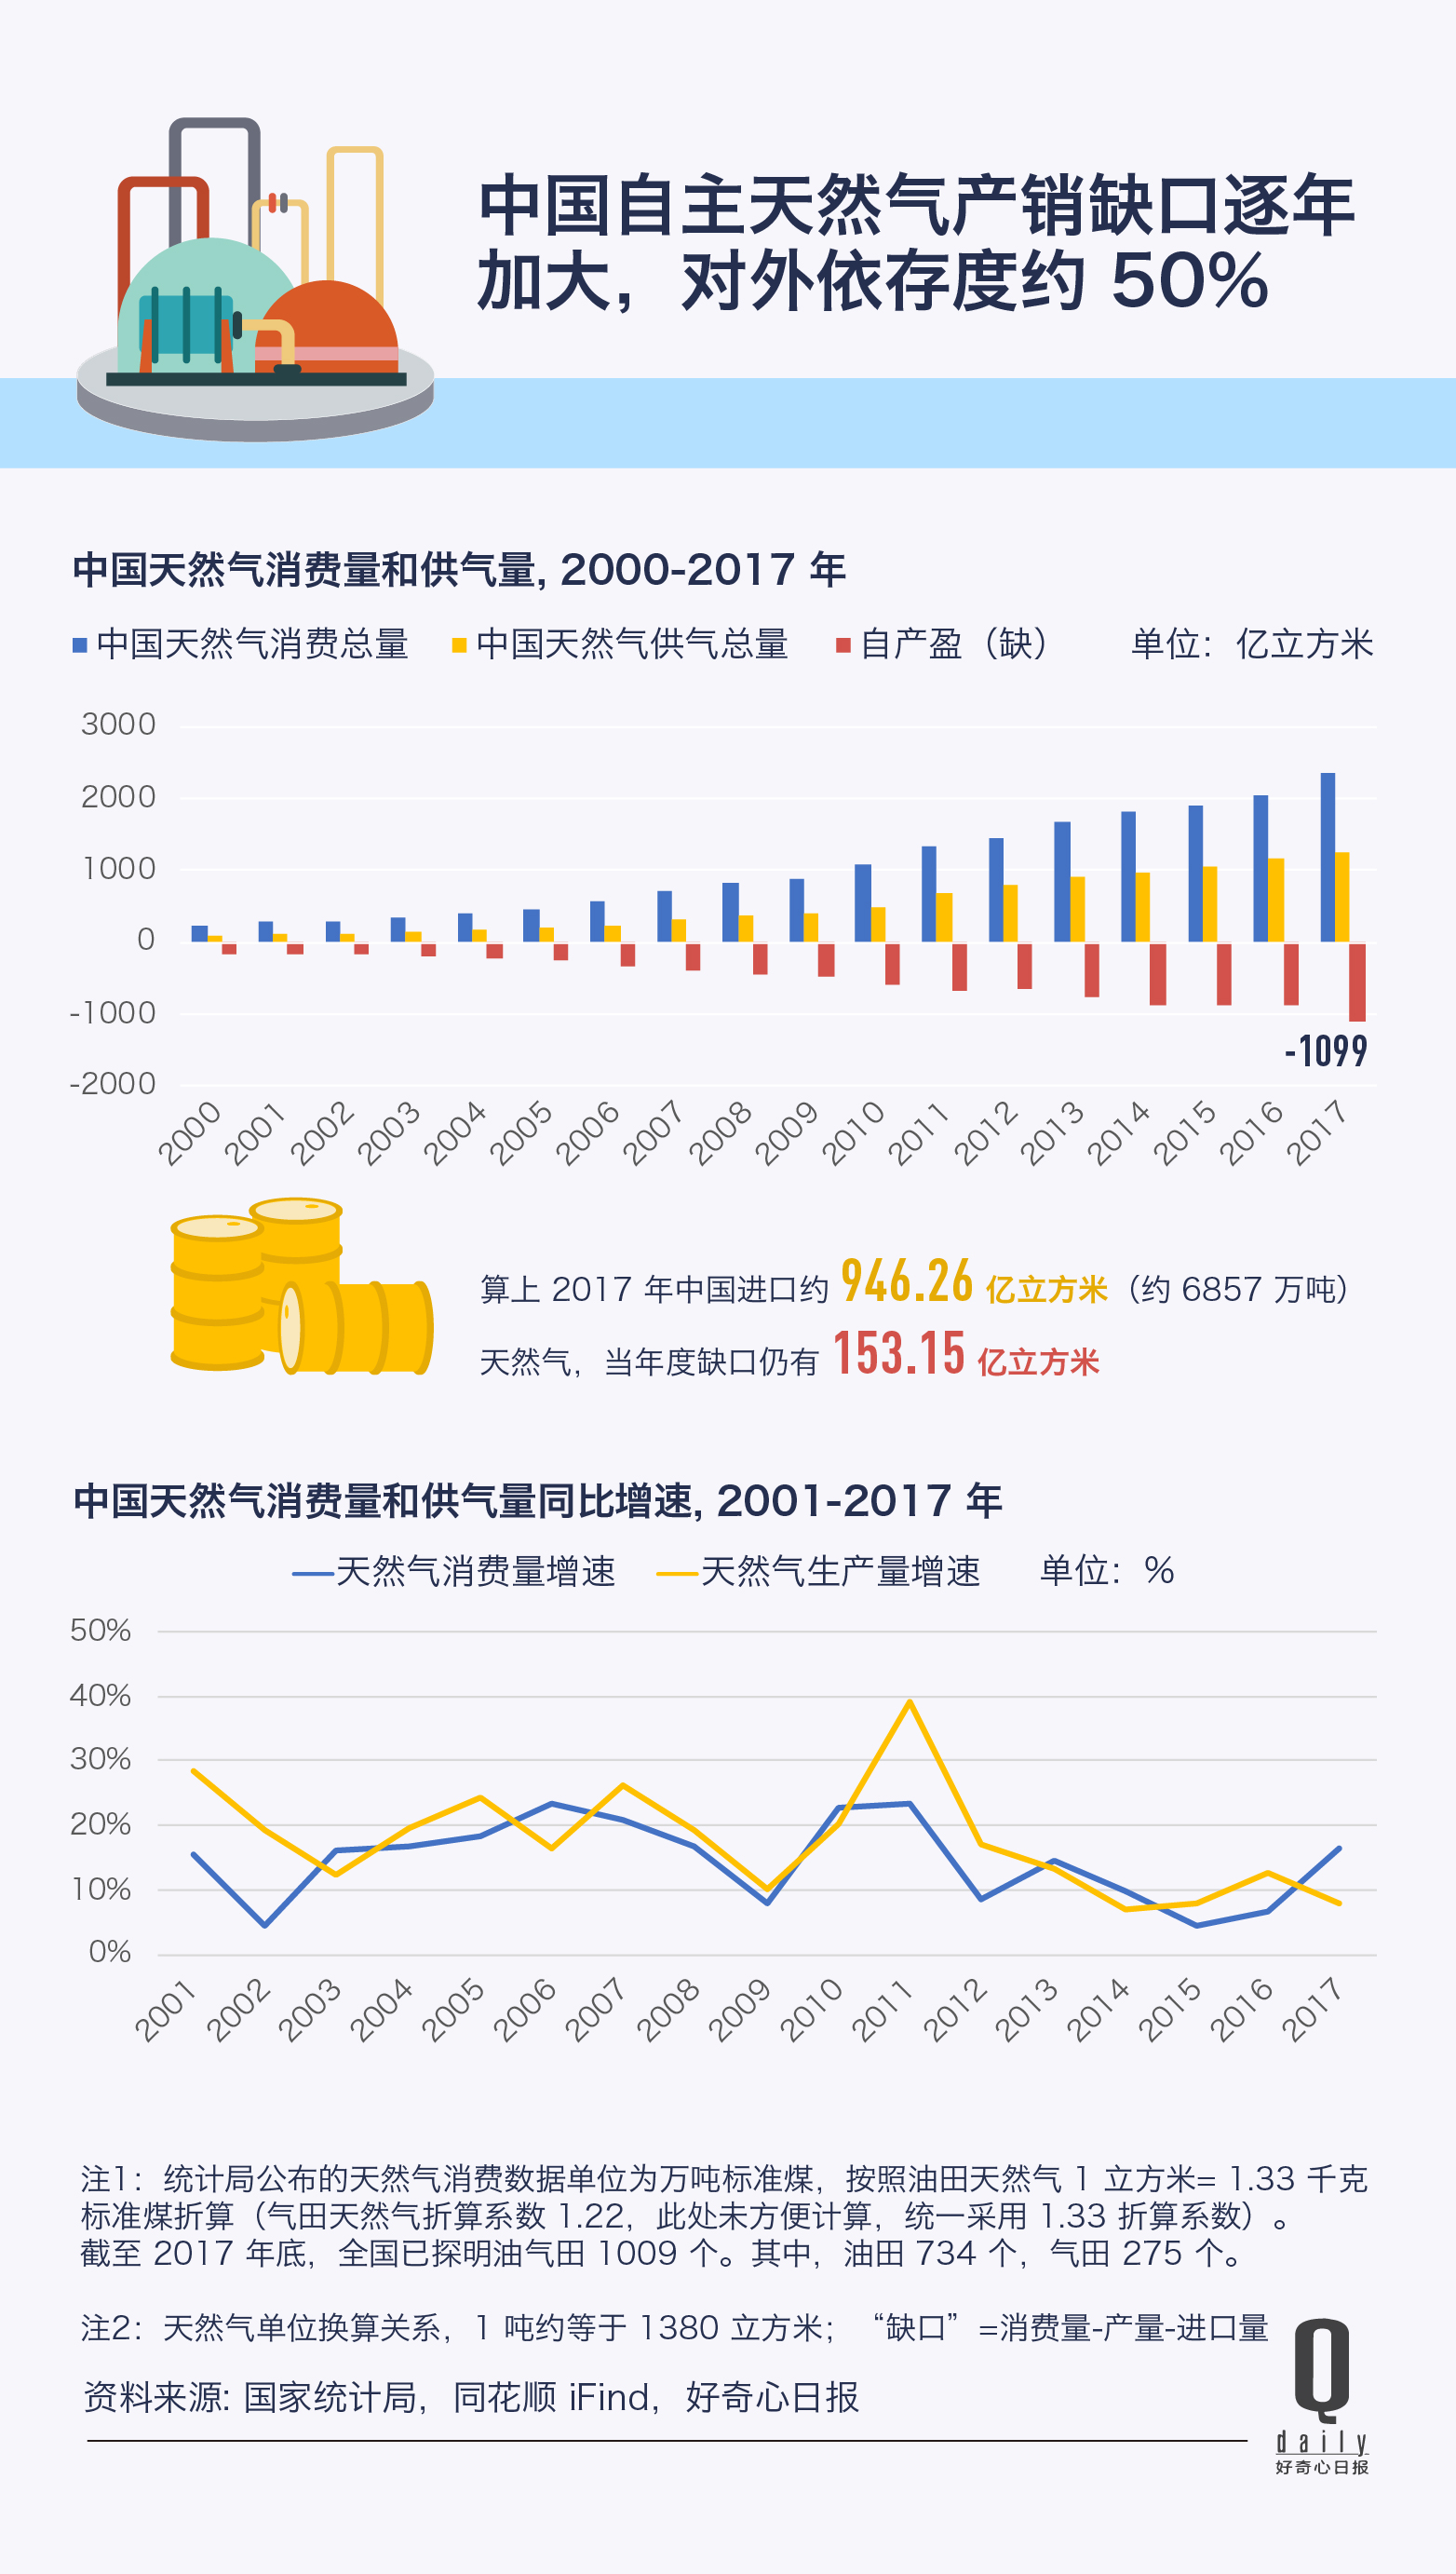 中国自主天然气产销缺口逐年
加大，对外依存度约 50%
中国天然气消费量和供气量, 2000-2017 年
中国天然气消费总量 中国天然气供气总量 自产盈（缺） 单位：亿立方米
3000
2000
1000
0
-1000
-2000
-1099
2000 2001 2002 2003 2004 2005 2006 2007 2008 2009 2010 2011 2012 2013 2014 2015 2016 2017
算上 2017 年中国进口约 946.26 亿立方米（约 6857 万吨）
天然气，当年度缺口仍有 153.15 亿立方米
中国天然气消费量和供气量同比增速, 2001-2017 年
天然气消费量增速 天然气生产量增速 单位：%
50%
40%
30%
20%
10%
0%
2001 2002 2003 2004 2005 2006 2007 2008 2009 2010 2011 2012 2013 2014 2015 2016 2017
注1：统计局公布的天然气消费数据单位为万吨标准煤，按照油田天然气 1 立方米= 1.33 千克
标准煤折算（气田天然气折算系数 1.22，此处未方便计算，统一采用 1.33 折算系数）。
截至 2017 年底，全国已探明油气田 1009 个。其中，油田 734 个，气田 275 个。
注2：天然气单位换算关系，1 吨约等于 1380 立方米；“缺口”=消费量-产量-进口量
资料来源: 国家统计局，同花顺 iFind，好奇心日报
Q
daily
好奇心日报